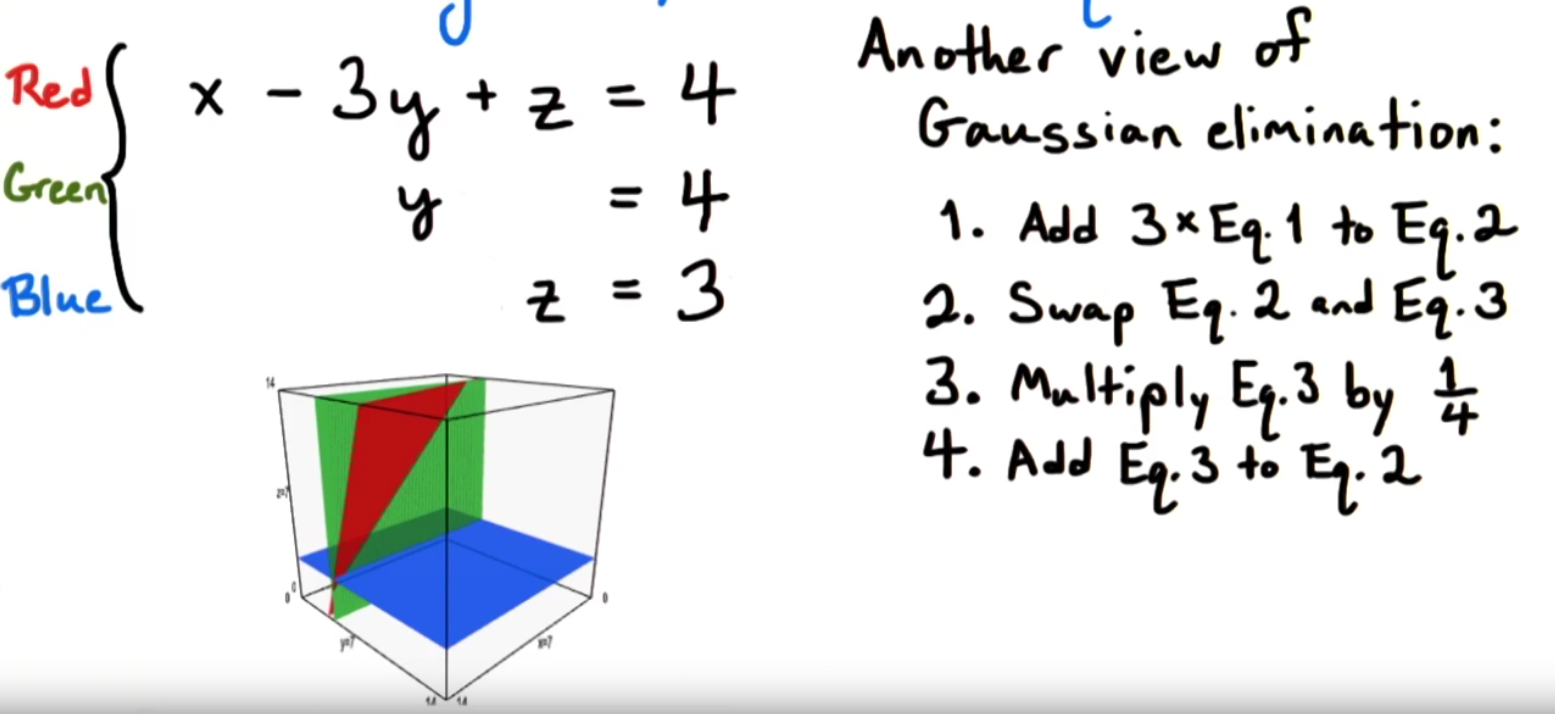 Red x - 3y + z = 4
Green y = 4
Blue z = 3
Another view of
Gaussian elimination:
1. Add 3×Eq. 1 to Eq. 2
2. Swap Eq. 2 and Eq. 3
3. Multiply Eq. 3 by 1/4
4. Add Eq. 3 to Eq. 2
14
z=7
0
0
0
y=7
x=7
14 14